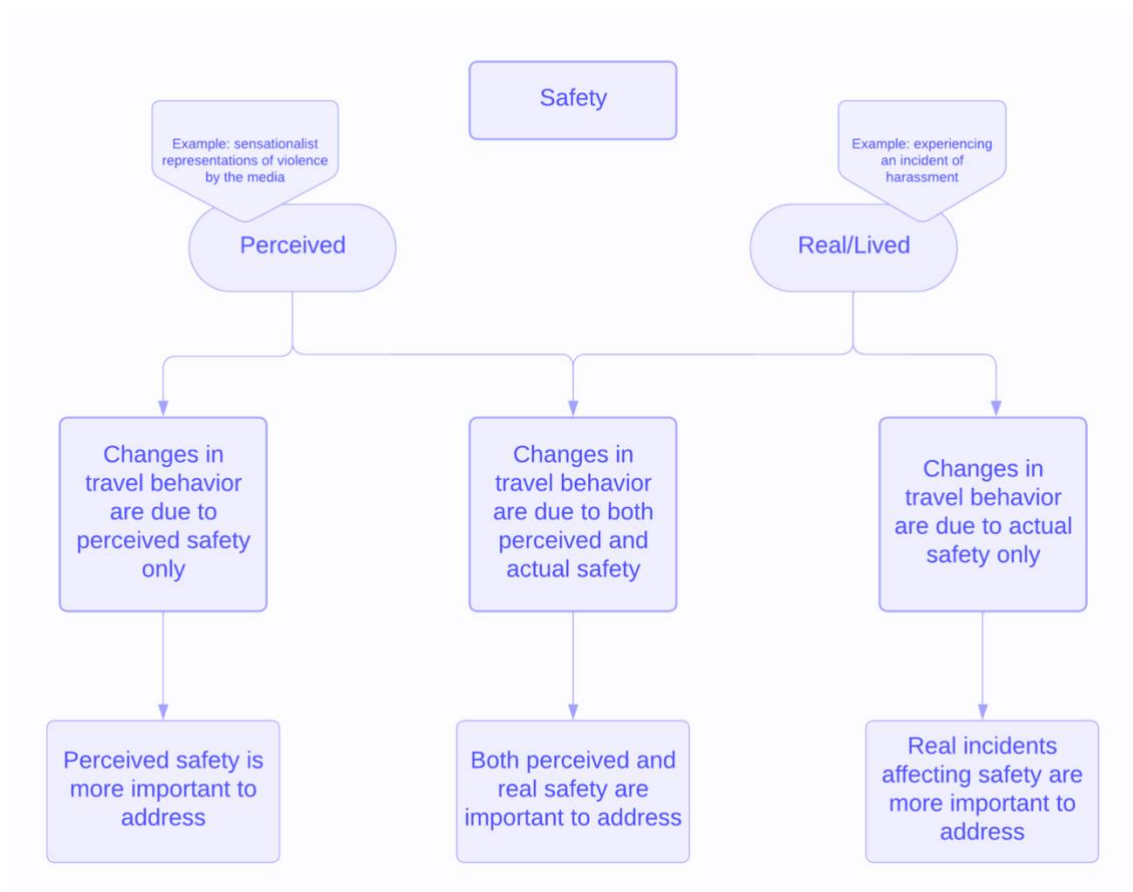 Safety
Example: sensationalist
representations of violence
by the media
Example: experiencing
an incident of
harassment
Perceived
Real/Lived
Changes in
travel behavior
are due to
perceived safety
only
Changes in
travel behavior
are due to both
perceived and
actual safety
Changes in
travel behavior
are due to actual
safety only
Perceived safety is
more important to
address
Both perceived and
real safety are
important to address
Real incidents
affecting safety are
more important to
address